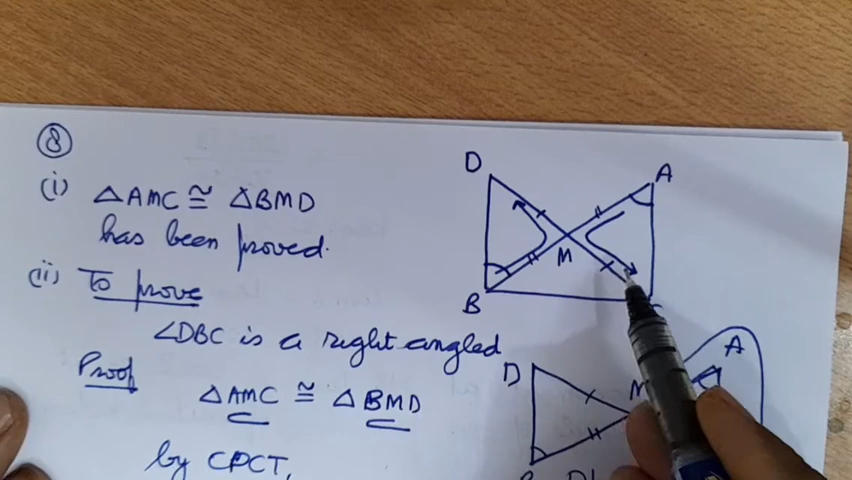 8
(i) △AMC ≅ △BMD
has been proved.
(ii) To prove
∠DBC is a right angled
Proof
△AMC ≅ △BMD
by CPCT,
D
A
M
B
D
A
M